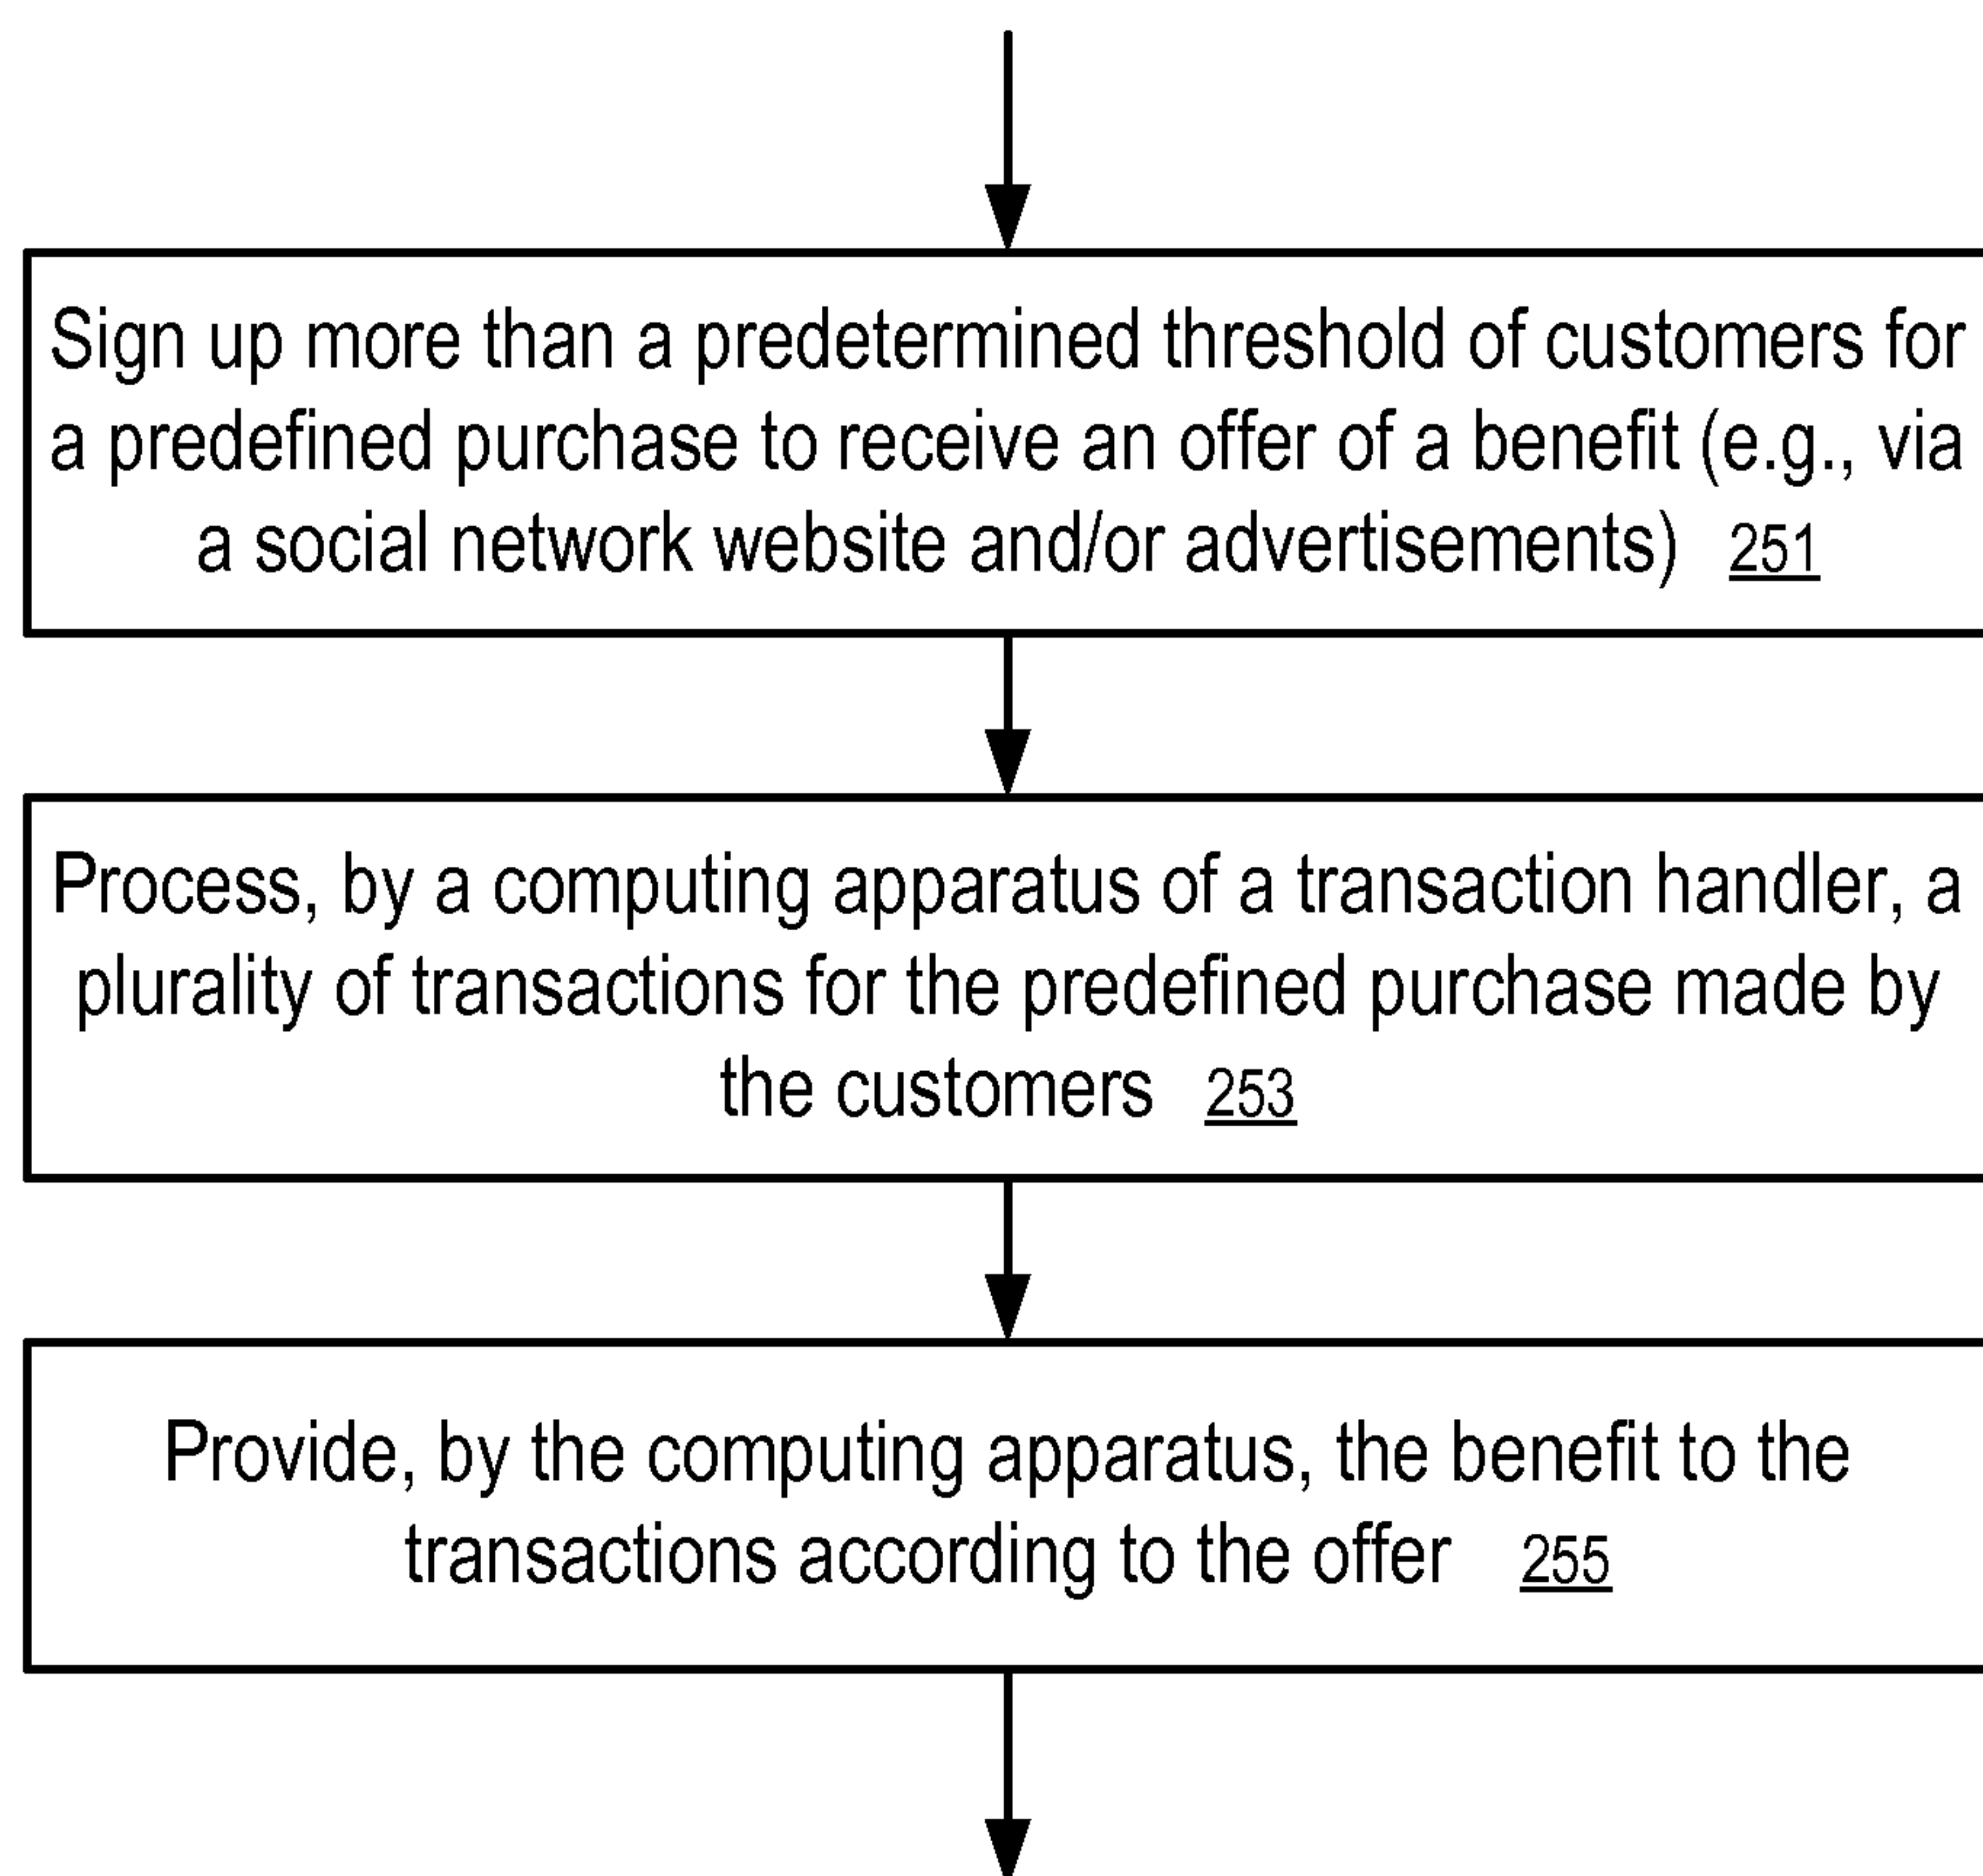 Sign up more than a predetermined threshold of customers for
a predefined purchase to receive an offer of a benefit (e.g., via
a social network website and/or advertisements) 251
Process, by a computing apparatus of a transaction handler, a
plurality of transactions for the predefined purchase made by
the customers 253
Provide, by the computing apparatus, the benefit to the
transactions according to the offer 255